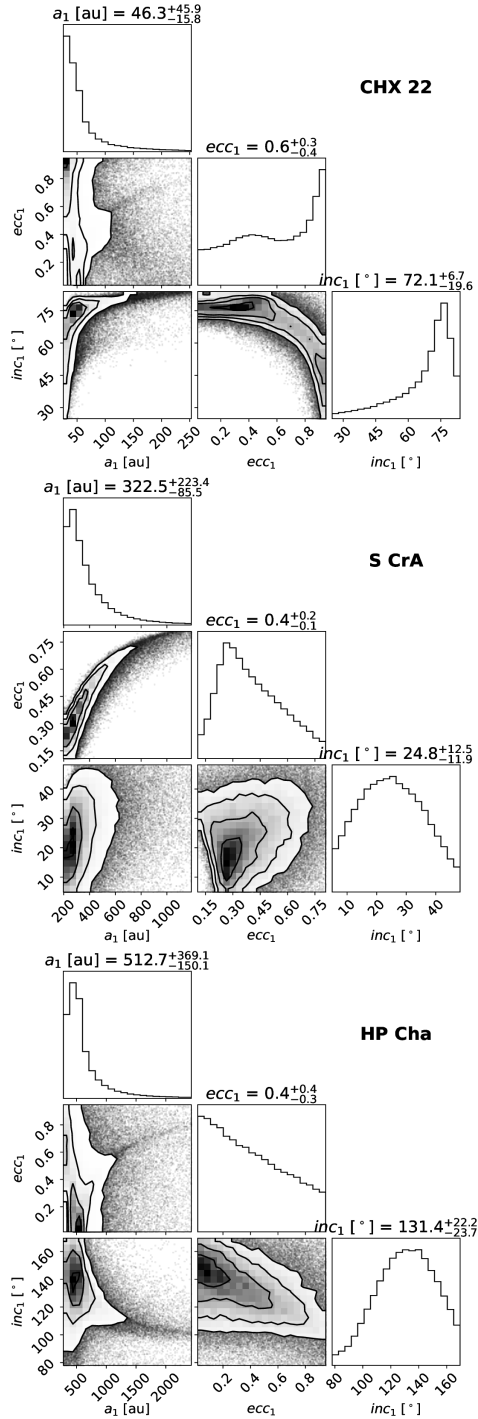 a₁ [au] = 46.3⁺⁴⁵·⁹₋₁₅.₈
CHX 22
ecc₁ = 0.6⁺⁰·³₋₀.₄
0.8
0.6
0.4
0.2
ecc₁
inc₁ [°] = 72.1⁺⁶·⁷₋₁₉.₆
75
60
45
30
inc₁ [°]
50 100 150 200 250 0.2 0.4 0.6 0.8 30 45 60 75
a₁ [au] ecc₁ inc₁ [°]
a₁ [au] = 322.5⁺²²³·⁴₋₈₅.₅
S CrA
ecc₁ = 0.4⁺⁰·²₋₀.₁
0.75
0.60
0.45
0.30
0.15
ecc₁
inc₁ [°] = 24.8⁺¹²·⁵₋₁₁.₉
40
30
20
10
inc₁ [°]
200 400 600 800 1000 0.15 0.30 0.45 0.60 0.75 10 20 30 40
a₁ [au] ecc₁ inc₁ [°]
a₁ [au] = 512.7⁺³⁶⁹·¹₋₁₅₀.₁
HP Cha
ecc₁ = 0.4⁺⁰·⁴₋₀.₃
0.8
0.6
0.4
0.2
ecc₁
inc₁ [°] = 131.4⁺²²·²₋₂₃.₇
160
140
120
100
80
inc₁ [°]
500 1000 1500 2000 0.2 0.4 0.6 0.8 80 100 120 140 160
a₁ [au] ecc₁ inc₁ [°]